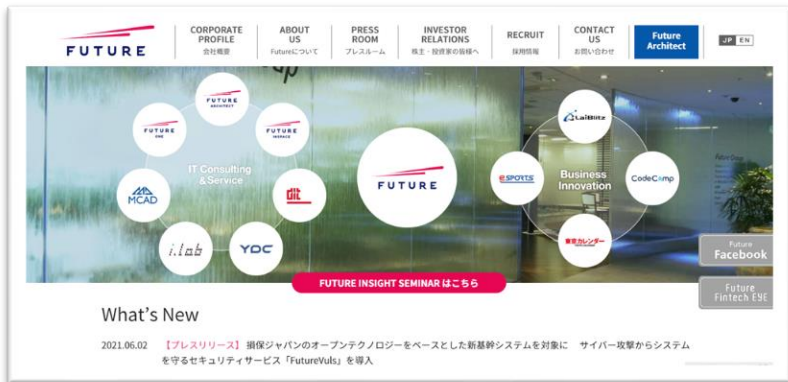 FUTURE
CORPORATE
PROFILE
会社概要
ABOUT
US
Futureについて
PRESS
ROOM
プレスルーム
INVESTOR
RELATIONS
株主・投資家の皆様へ
RECRUIT
採用情報
CONTACT
US
お問い合わせ
Future
Architect
JP EN
FUTURE
ARCHITECT
FUTURE
ONE
FUTURE
INSPACE
IT Consulting
& Service
MCAD
DIT
i.lab
YDC
FUTURE
LaiBlitz
eSPORTS
Business
Innovation
CodeCamp
東京カレンダー
Future
Facebook
Future
Fintech EYE
FUTURE INSIGHT SEMINAR はこちら
What's New
2021.06.02 【プレスリリース】 損保ジャパンのオープンテクノロジーをベースとした新基幹システムを対象に サイバー攻撃からシステム
を守るセキュリティサービス「FutureVuls」を導入